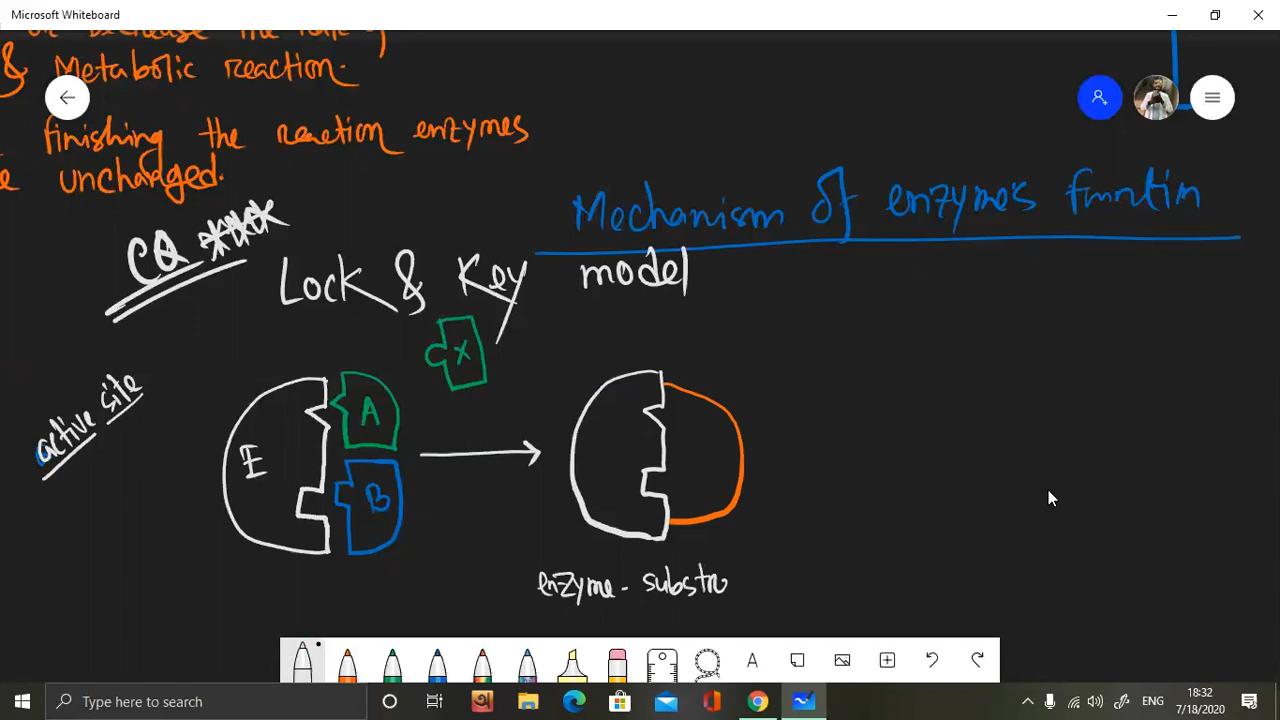 Microsoft Whiteboard
Metabolic reaction.
finishing the reaction enzymes
unchanged.
Mechanism of enzyme's functin
CQ ****
Lock & Key model
X
active site
E
A
B
enzyme - substra
A
Type here to search
ENG
18:32
7/18/2020